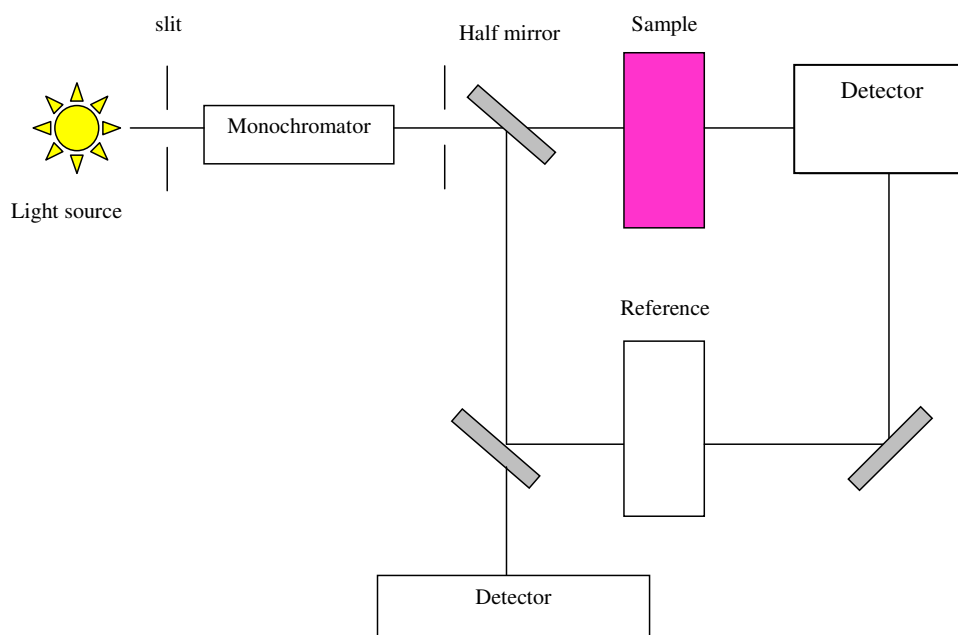 slit
Half mirror
Sample
Detector
Monochromator
Light source
Reference
Detector